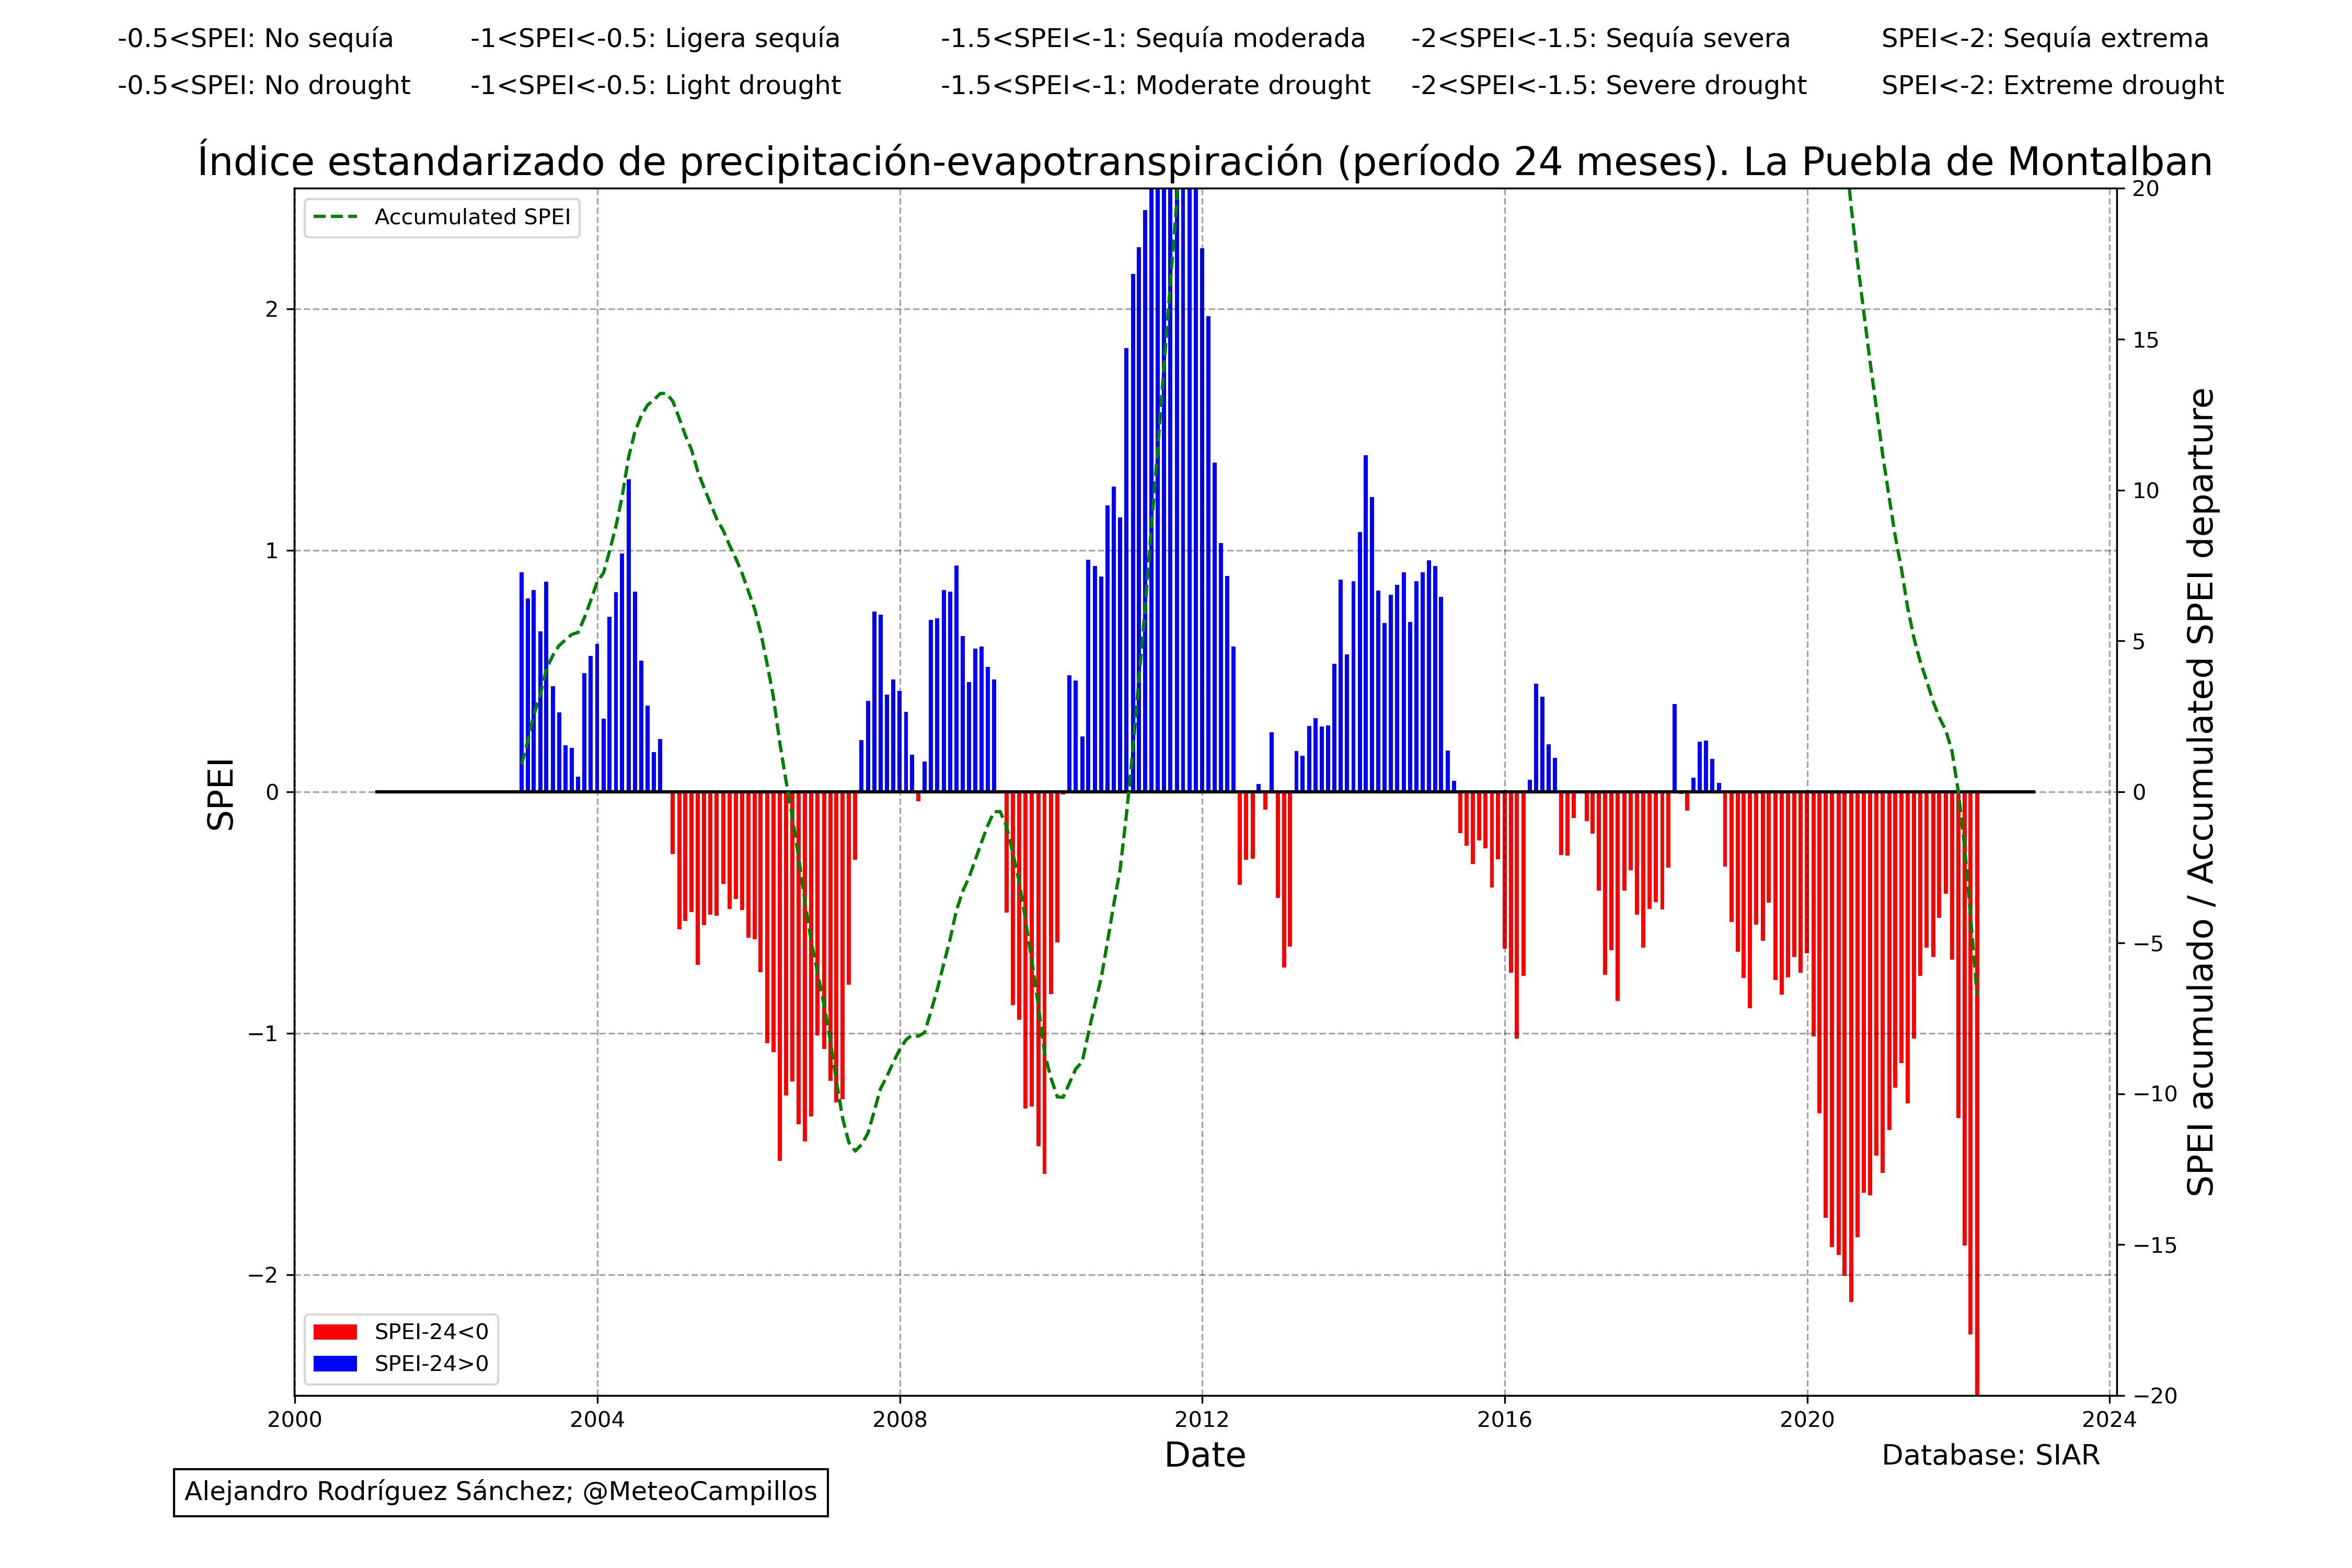 -0.5<SPEI: No sequía -1<SPEI<-0.5: Ligera sequía -1.5<SPEI<-1: Sequía moderada -2<SPEI<-1.5: Sequía severa SPEI<-2: Sequía extrema
-0.5<SPEI: No drought -1<SPEI<-0.5: Light drought -1.5<SPEI<-1: Moderate drought -2<SPEI<-1.5: Severe drought SPEI<-2: Extreme drought
Índice estandarizado de precipitación-evapotranspiración (período 24 meses). La Puebla de Montalban
Accumulated SPEI
SPEI
2
1
0
−1
−2
20
15
10
5
0
−5
−10
−15
−20
SPEI acumulado / Accumulated SPEI departure
SPEI-24<0
SPEI-24>0
2000 2004 2008 2012 2016 2020 2024
Date
Database: SIAR
Alejandro Rodríguez Sánchez; @MeteoCampillos